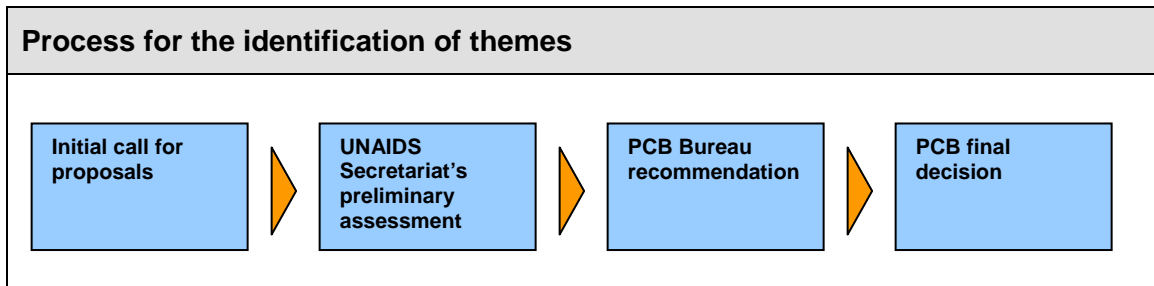 Process for the identification of themes
Initial call for
proposals
UNAIDS
Secretariat's
preliminary
assessment
PCB Bureau
recommendation
PCB final
decision